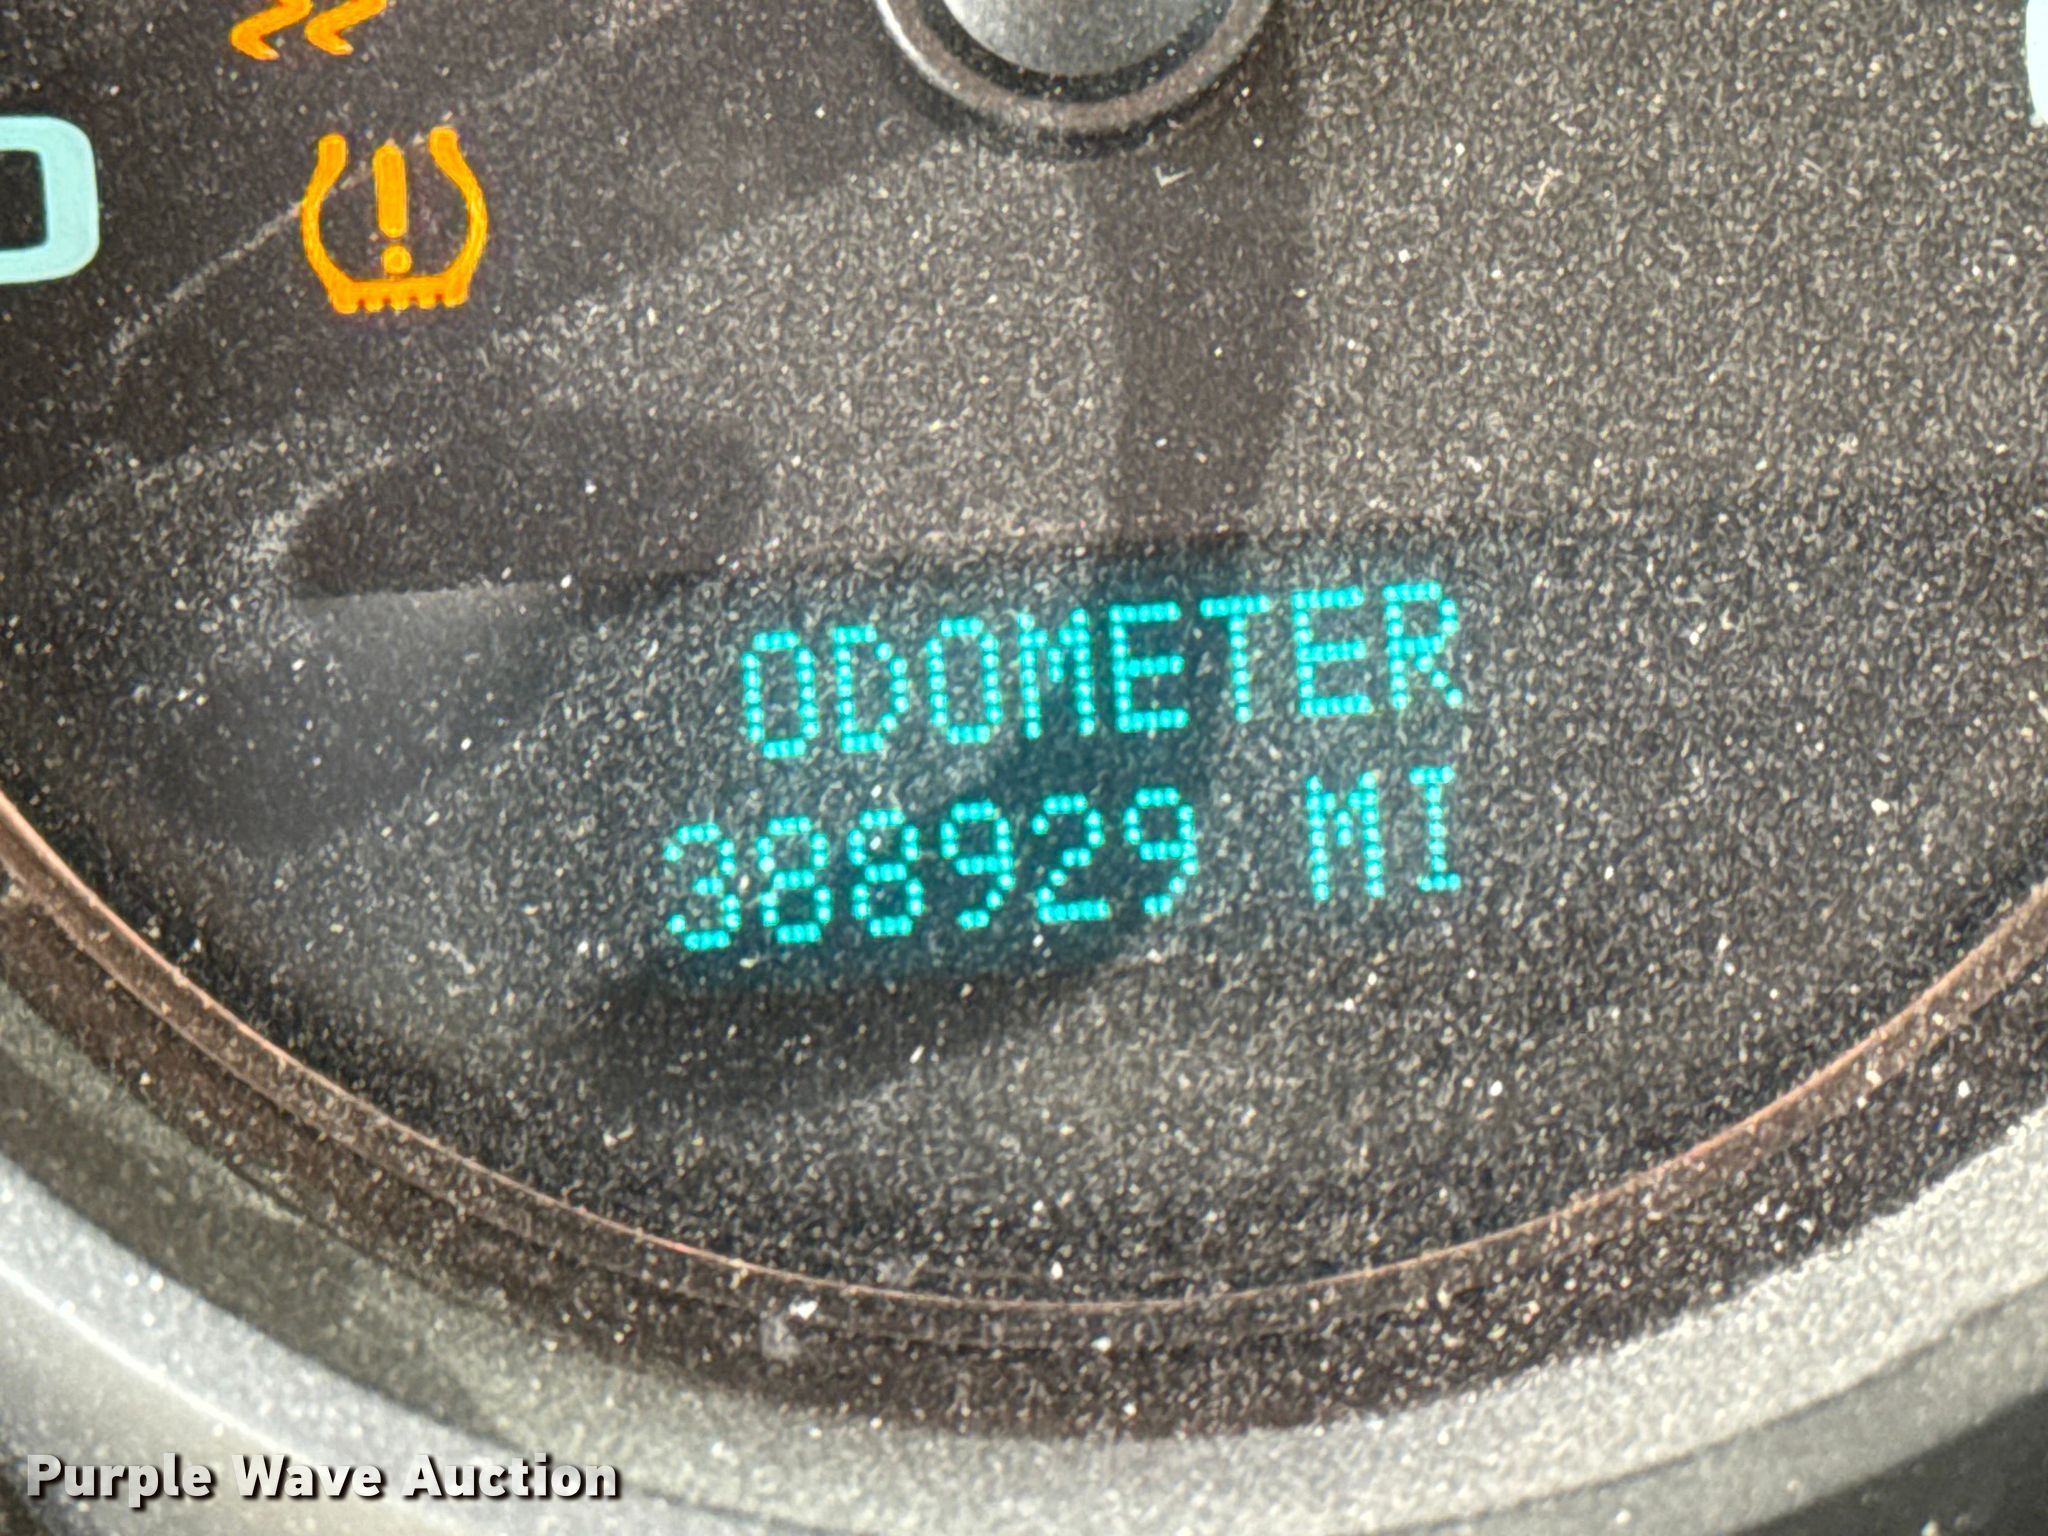 ODOMETER
388929 MI
Purple Wave Auction